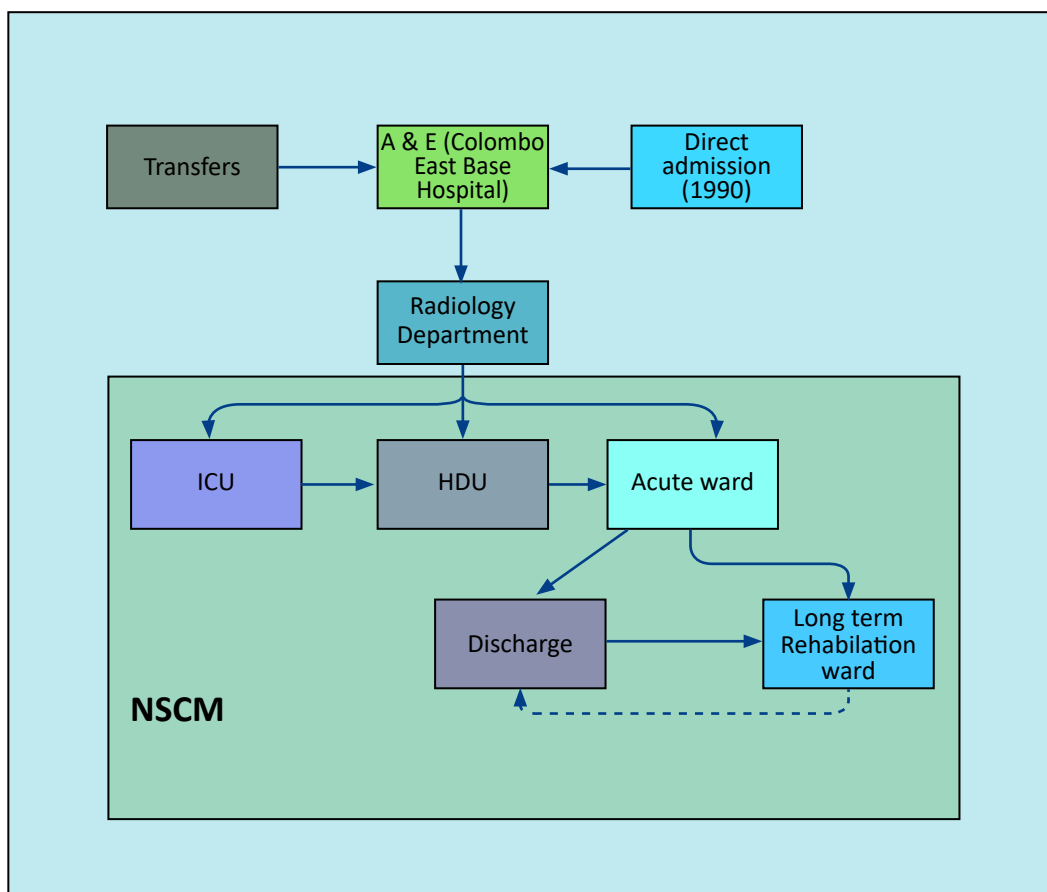 Transfers
A & E (Colombo
East Base
Hospital)
Direct
admission
(1990)
Radiology
Department
ICU
HDU
Acute ward
Discharge
Long term
Rehabilation
ward
NSCM